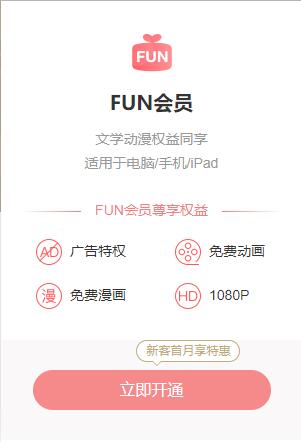 FUN
FUN会员
文学动漫权益同享
适用于电脑/手机/iPad
FUN会员尊享权益
AD 广告特权
免费动画
漫 免费漫画
HD 1080P
新客首月享特惠
立即开通